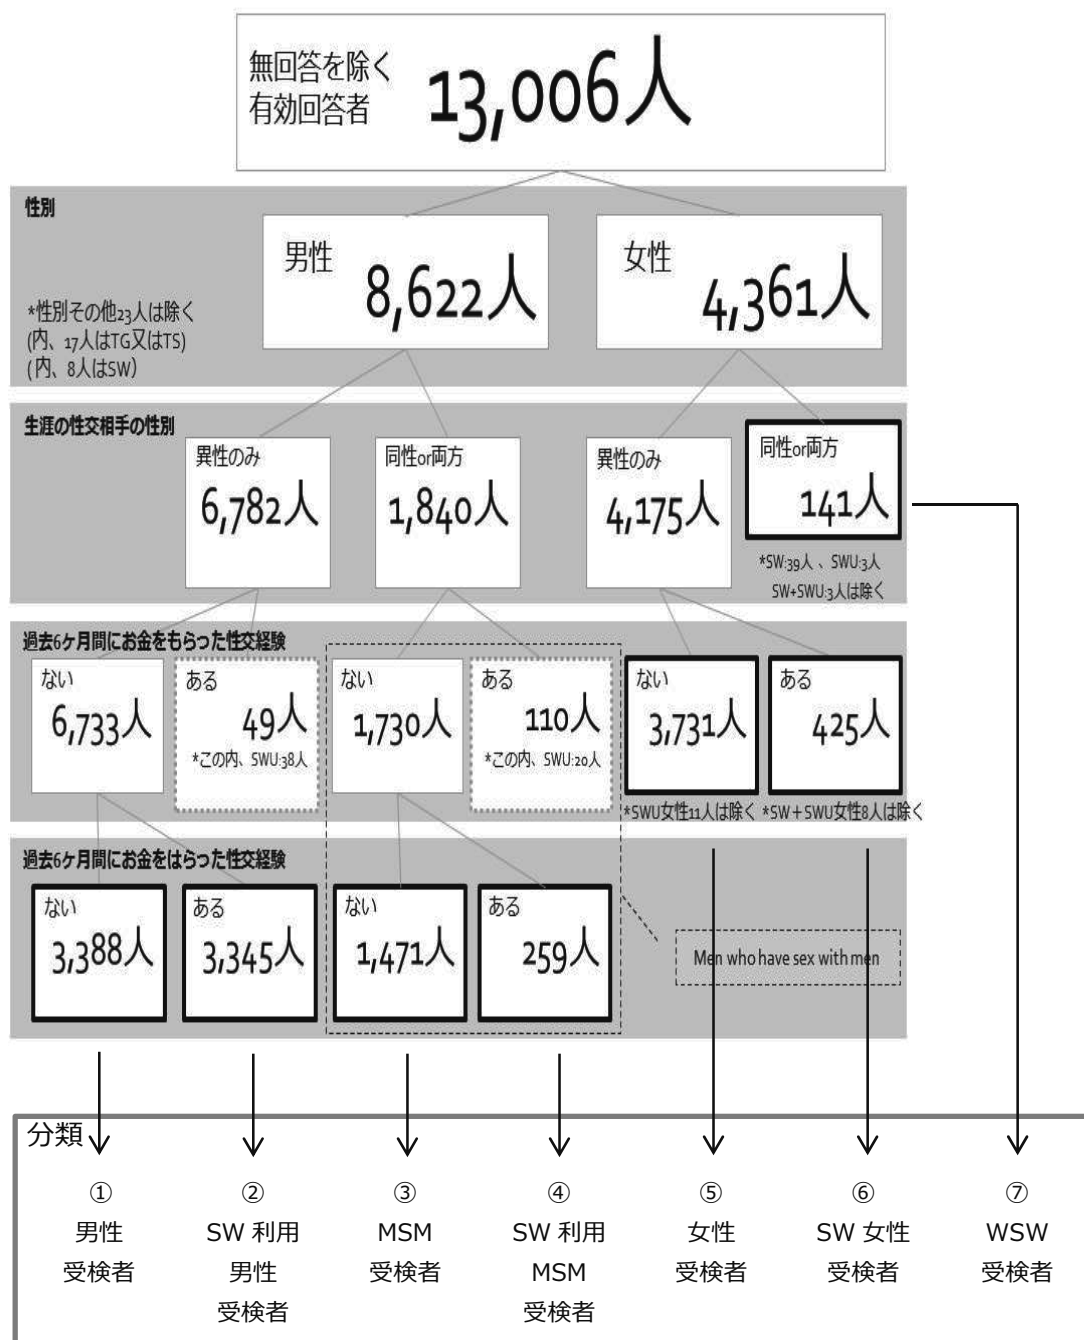 無回答を除く
有効回答者
13,006人
性別
男性
8,622人
女性
4,361人
*性別その他23人は除く
(内、17人はTG又はTS)
(内、8人はSW)
生涯の性交相手の性別
異性のみ
6,782人
同性or両方
1,840人
異性のみ
4,175人
同性or両方
141人
*SW:39人、SWU:3人
SW+SWU:3人は除く
過去6ヶ月間にお金をもらった性交経験
ない
6,733人
ある
49人
*この内、SWU:38人
ない
1,730人
ある
110人
*この内、SWU:20人
ない
3,731人
ある
425人
*SWU女性11人は除く
*SW+SWU女性8人は除く
過去6ヶ月間にお金をはらった性交経験
ない
3,388人
ある
3,345人
ない
1,471人
ある
259人
Men who have sex with men
分類
①
男性
受検者
②
SW 利用
男性
受検者
③
MSM
受検者
④
SW 利用
MSM
受検者
⑤
女性
受検者
⑥
SW 女性
受検者
⑦
WSW
受検者